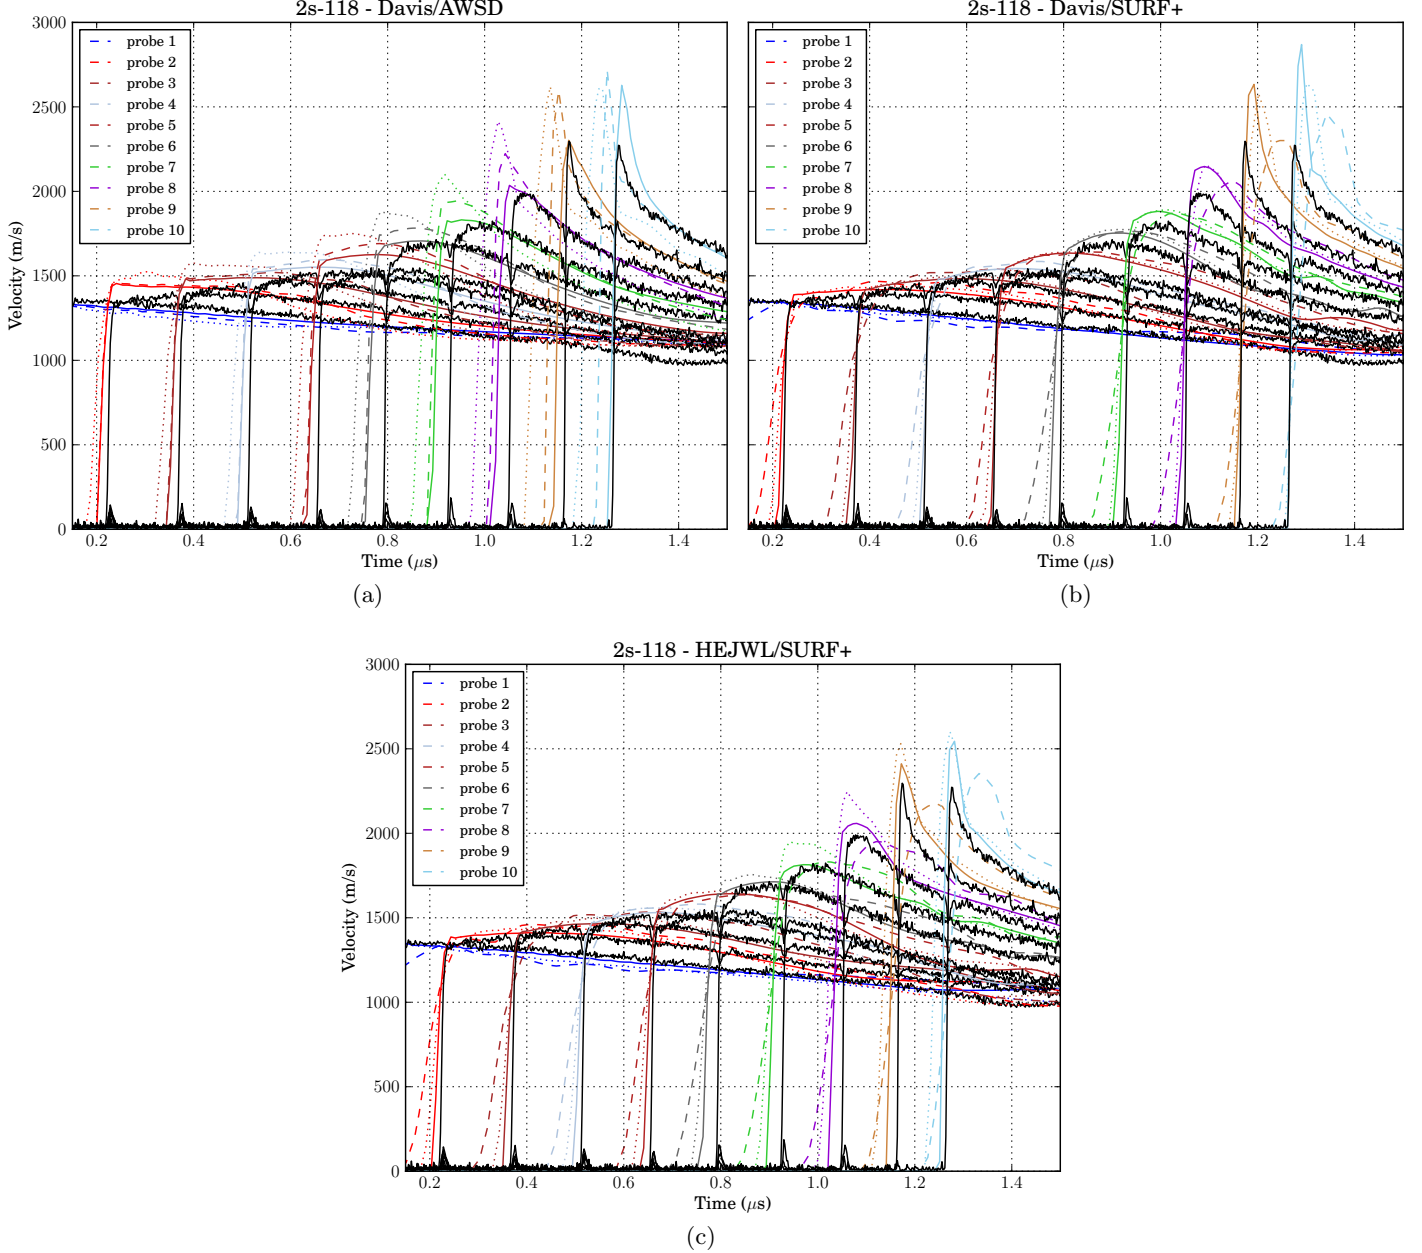 2s-118 - Davis/AWSD
3000
2500
2000
1500
1000
500
0
Velocity (m/s)
probe 1
probe 2
probe 3
probe 4
probe 5
probe 6
probe 7
probe 8
probe 9
probe 10
0.2 0.4 0.6 0.8 1.0 1.2 1.4
Time (μs)
(a)
2s-118 - Davis/SURF+
probe 1
probe 2
probe 3
probe 4
probe 5
probe 6
probe 7
probe 8
probe 9
probe 10
0.2 0.4 0.6 0.8 1.0 1.2 1.4
Time (μs)
(b)
2s-118 - HEJWL/SURF+
3000
2500
2000
1500
1000
500
0
Velocity (m/s)
probe 1
probe 2
probe 3
probe 4
probe 5
probe 6
probe 7
probe 8
probe 9
probe 10
0.2 0.4 0.6 0.8 1.0 1.2 1.4
Time (μs)
(c)